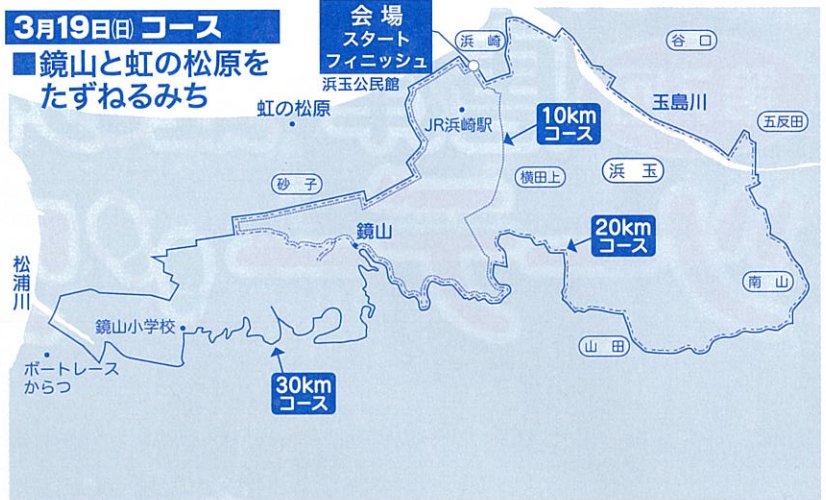 3月19日(日) コース
■鏡山と虹の松原を
たずねるみち
会場
スタート
フィニッシュ
浜玉公民館
浜崎
谷口
虹の松原
JR浜崎駅
10km
コース
玉島川
五反田
横田上
浜玉
砂子
鏡山
20km
コース
松浦川
南山
鏡山小学校
山田
ボートレース
からつ
30km
コース